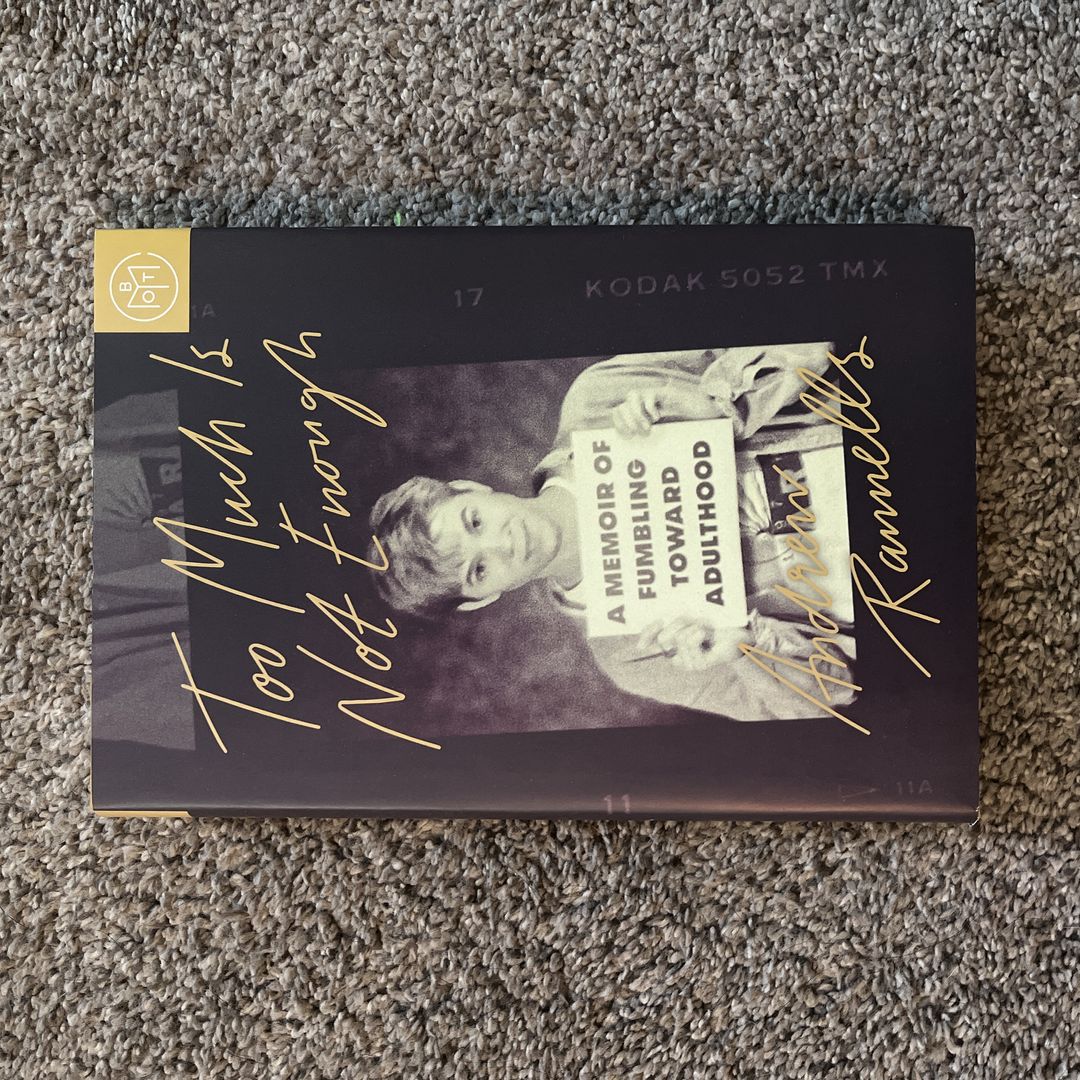 BOTM
Too Much Is
Not Enough
17
KODAK 5052 TMX
A MEMOIR OF
FUMBLING
TOWARD
ADULTHOOD
Andrew
Rannells
11
11A